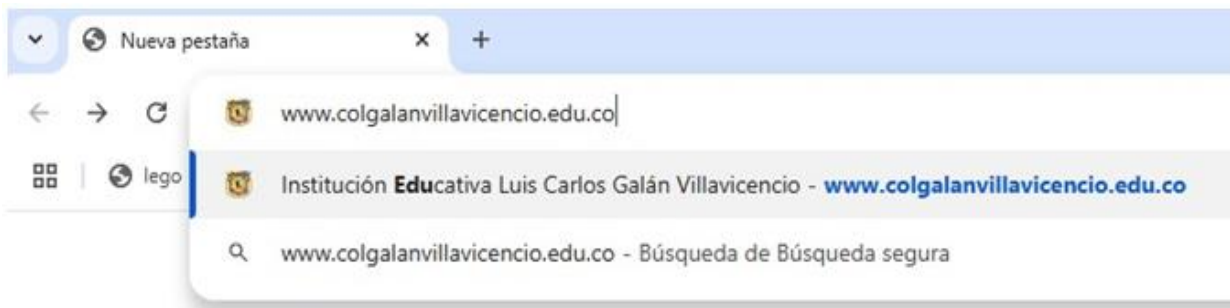 Nueva pestaña
www.colgalanvillavicencio.edu.co
lego
Institución Educativa Luis Carlos Galán Villavicencio - www.colgalanvillavicencio.edu.co
www.colgalanvillavicencio.edu.co - Búsqueda de Búsqueda segura